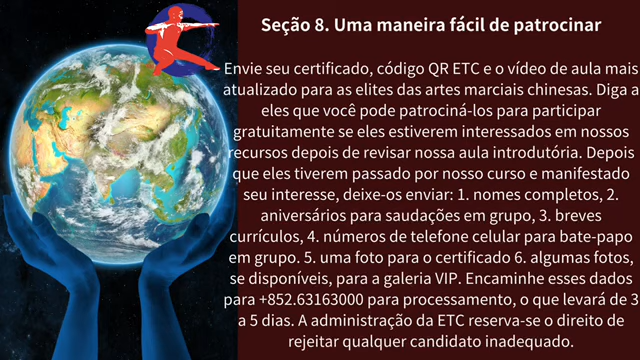 Seção 8. Uma maneira fácil de patrocinar
Envie seu certificado, código QR ETC e o vídeo de aula mais
atualizado para as elites das artes marciais chinesas. Diga a
eles que você pode patrociná-los para participar
gratuitamente se eles estiverem interessados em nossos
recursos depois de revisar nossa aula introdutória. Depois
que eles tiverem passado por nosso curso e manifestado
seu interesse, deixe-os enviar: 1. nomes completos, 2.
aniversários para saudações em grupo, 3. breves
currículos, 4. números de telefone celular para bate-papo
em grupo. 5. uma foto para o certificado 6. algumas fotos,
se disponíveis, para a galeria VIP. Encaminhe esses dados
para +852.63163000 para processamento, o que levará de 3
a 5 dias. A administração da ETC reserva-se o direito de
rejeitar qualquer candidato inadequado.